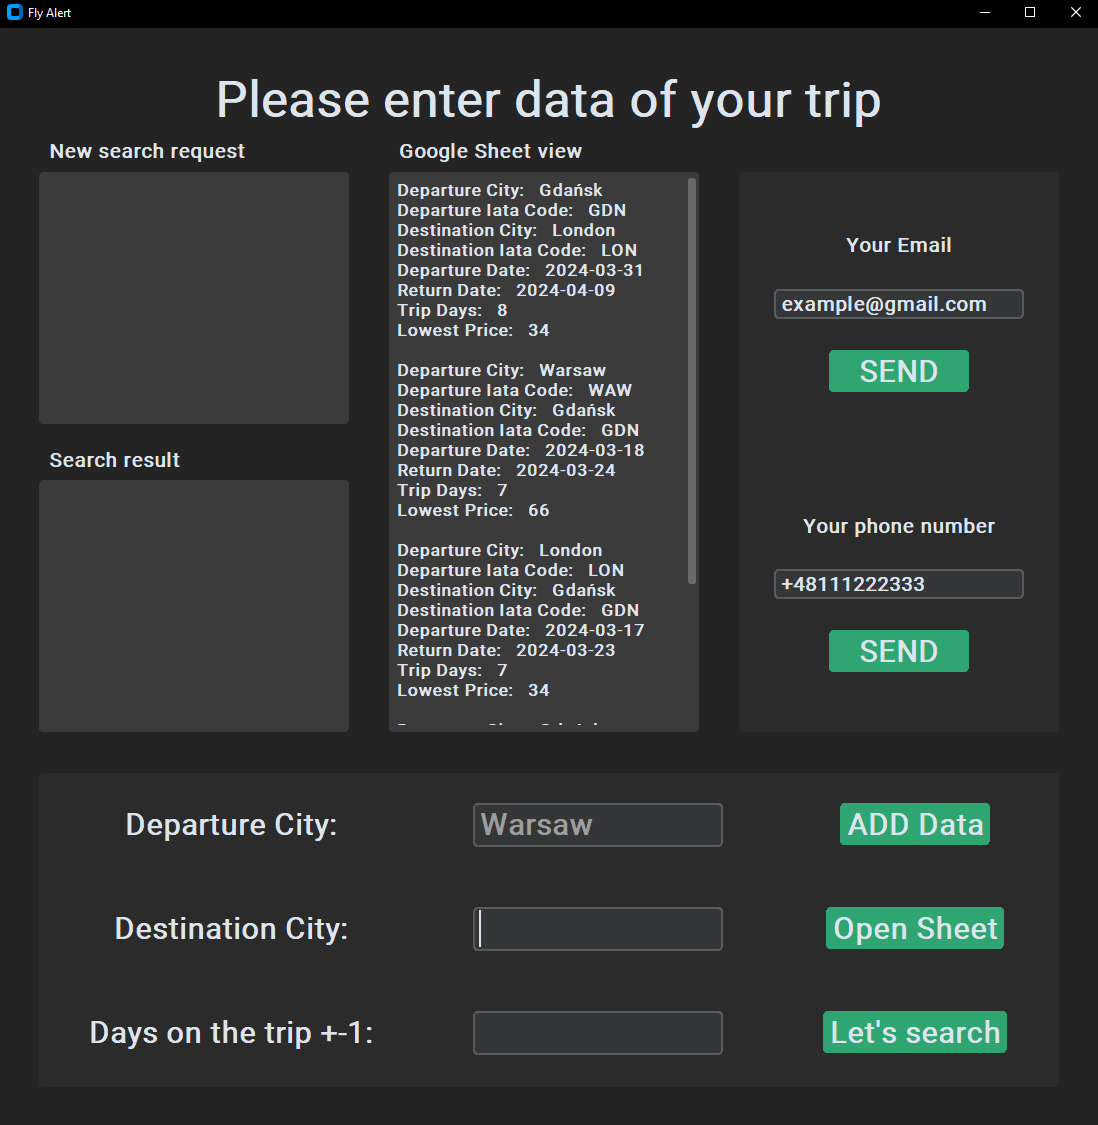 Fly Alert
Please enter data of your trip
New search request
Google Sheet view
Departure City: Gdańsk
Departure Iata Code: GDN
Destination City: London
Destination Iata Code: LON
Departure Date: 2024-03-31
Return Date: 2024-04-09
Trip Days: 8
Lowest Price: 34
Departure City: Warsaw
Departure Iata Code: WAW
Destination City: Gdańsk
Destination Iata Code: GDN
Departure Date: 2024-03-18
Return Date: 2024-03-24
Trip Days: 7
Lowest Price: 66
Departure City: London
Departure Iata Code: LON
Destination City: Gdańsk
Destination Iata Code: GDN
Departure Date: 2024-03-17
Return Date: 2024-03-23
Trip Days: 7
Lowest Price: 34
Search result
Your Email
example@gmail.com
SEND
Your phone number
+48111222333
SEND
Departure City:
Warsaw
ADD Data
Destination City:
Open Sheet
Days on the trip +-1:
Let's search